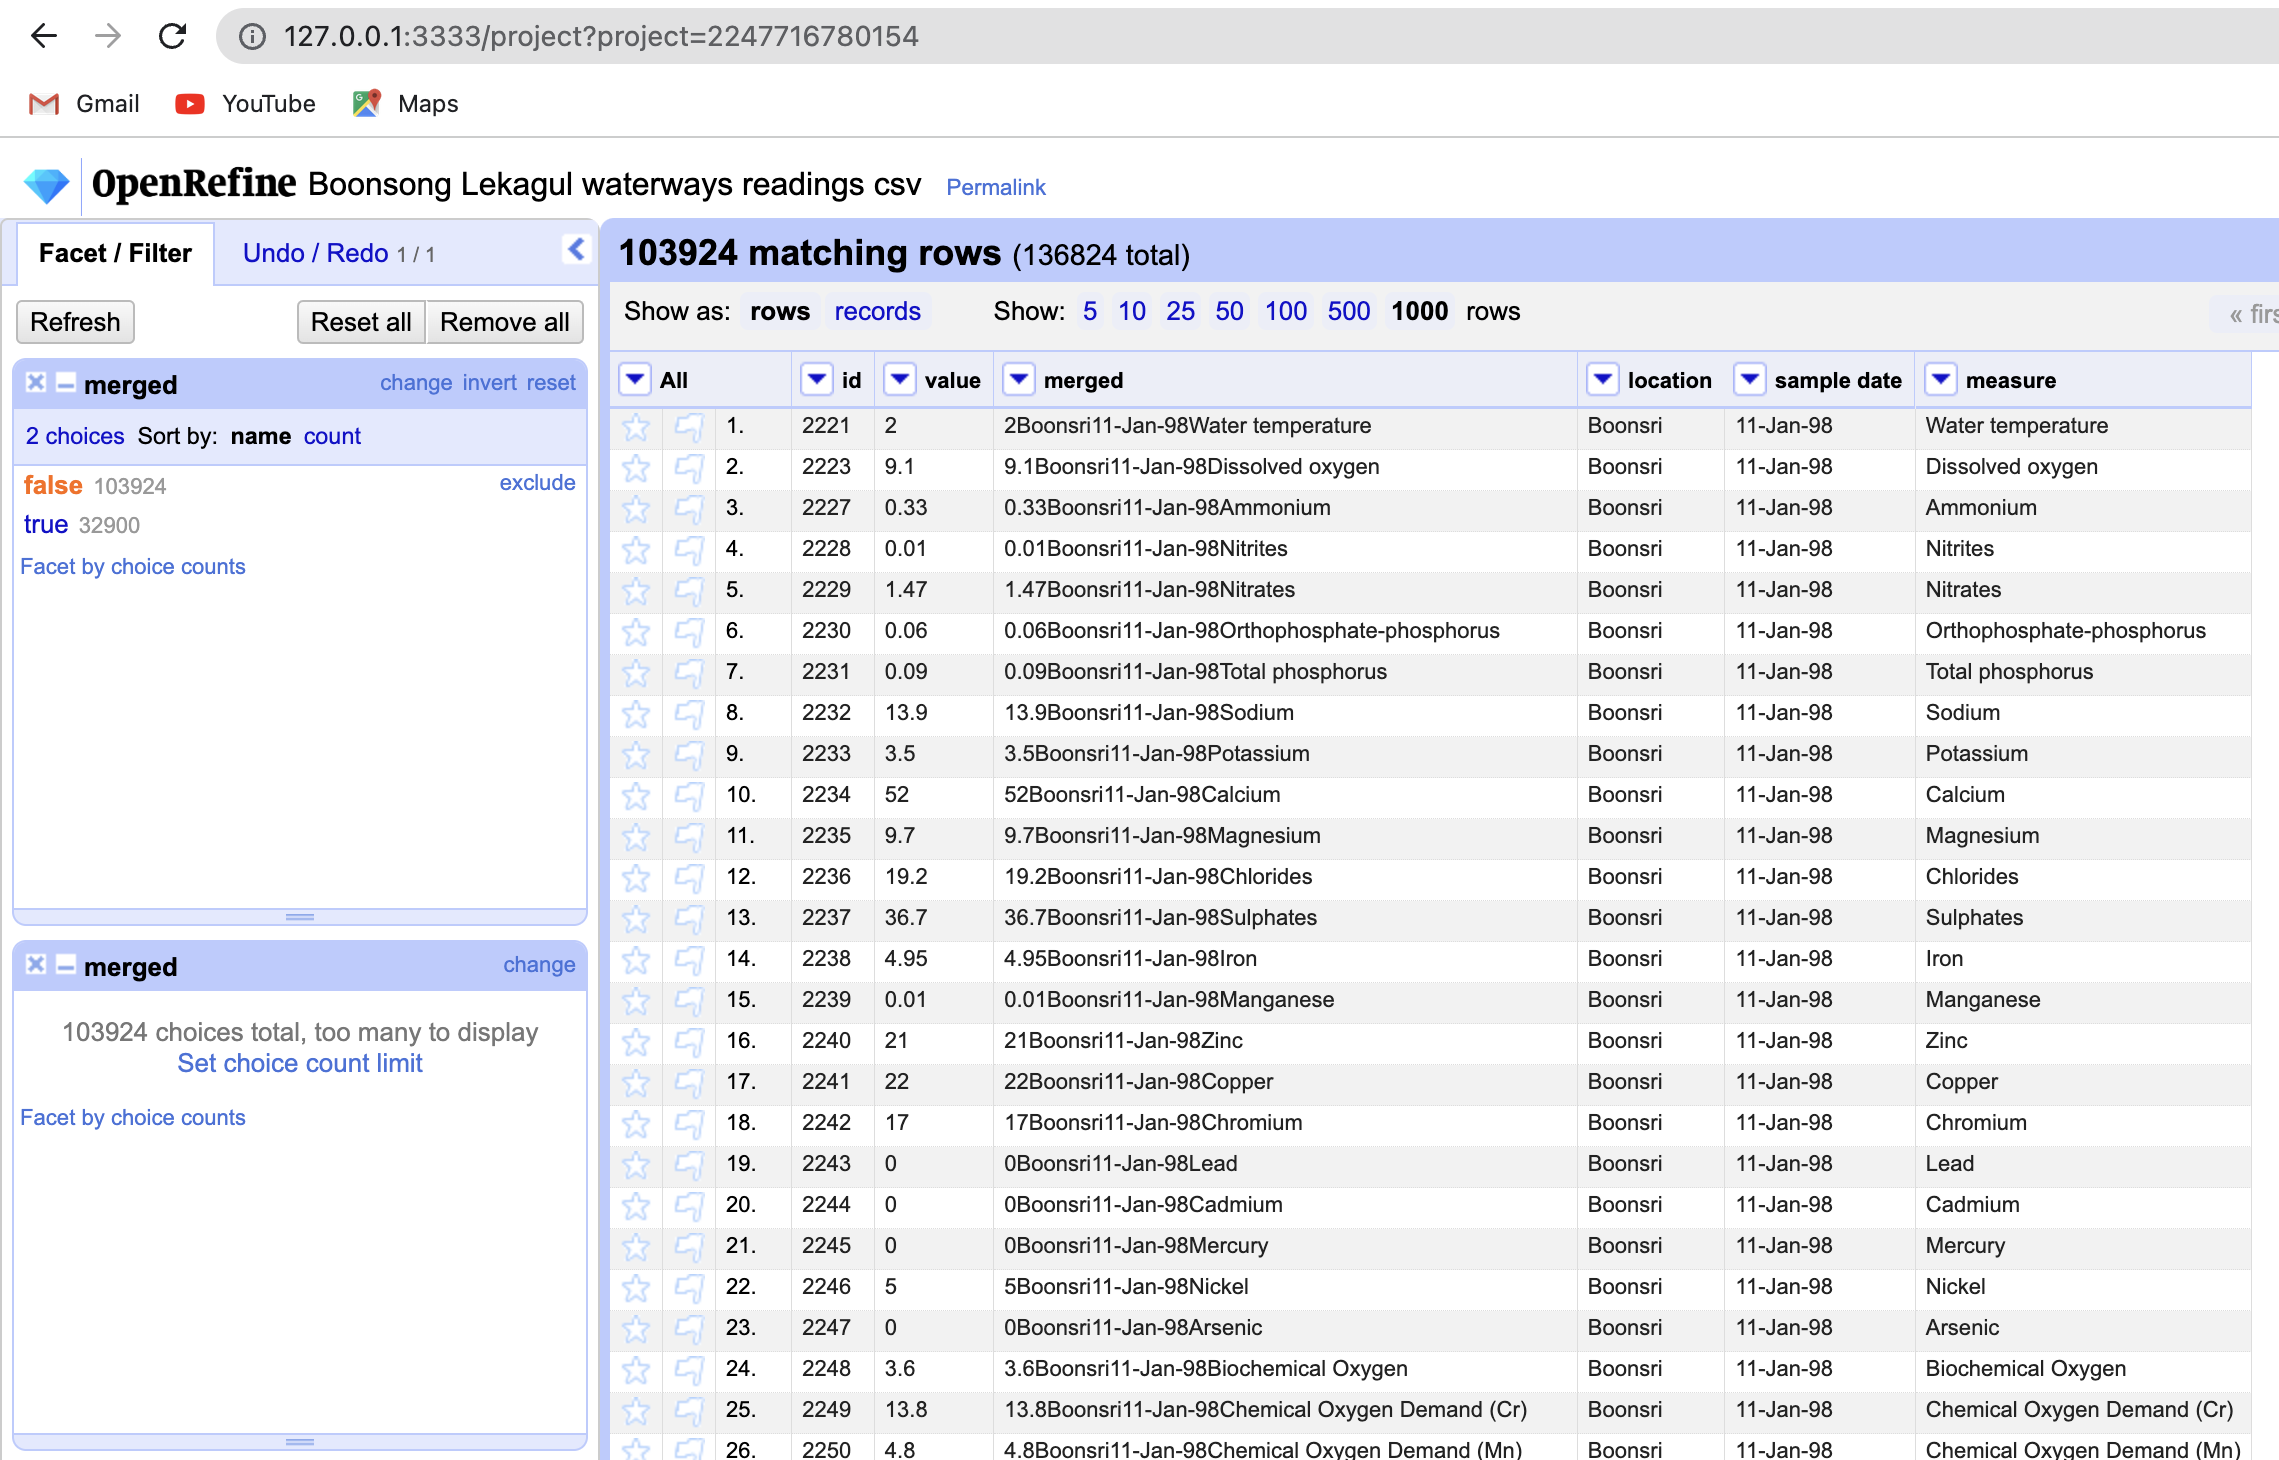 127.0.0.1:3333/project?project=2247716780154
Gmail YouTube Maps
OpenRefine Boonsong Lekagul waterways readings csv Permalink
Facet / Filter Undo / Redo 1 / 1
103924 matching rows (136824 total)
Refresh Reset all Remove all
Show as: rows records Show: 5 10 25 50 100 500 1000 rows « firs
merged change invert reset
2 choices Sort by: name count
false 103924 exclude
true 32900
Facet by choice counts
merged change
103924 choices total, too many to display
Set choice count limit
Facet by choice counts
All id value merged location sample date measure
1. 2221 2 2Boonsri11-Jan-98Water temperature Boonsri 11-Jan-98 Water temperature
2. 2223 9.1 9.1Boonsri11-Jan-98Dissolved oxygen Boonsri 11-Jan-98 Dissolved oxygen
3. 2227 0.33 0.33Boonsri11-Jan-98Ammonium Boonsri 11-Jan-98 Ammonium
4. 2228 0.01 0.01Boonsri11-Jan-98Nitrites Boonsri 11-Jan-98 Nitrites
5. 2229 1.47 1.47Boonsri11-Jan-98Nitrates Boonsri 11-Jan-98 Nitrates
6. 2230 0.06 0.06Boonsri11-Jan-98Orthophosphate-phosphorus Boonsri 11-Jan-98 Orthophosphate-phosphorus
7. 2231 0.09 0.09Boonsri11-Jan-98Total phosphorus Boonsri 11-Jan-98 Total phosphorus
8. 2232 13.9 13.9Boonsri11-Jan-98Sodium Boonsri 11-Jan-98 Sodium
9. 2233 3.5 3.5Boonsri11-Jan-98Potassium Boonsri 11-Jan-98 Potassium
10. 2234 52 52Boonsri11-Jan-98Calcium Boonsri 11-Jan-98 Calcium
11. 2235 9.7 9.7Boonsri11-Jan-98Magnesium Boonsri 11-Jan-98 Magnesium
12. 2236 19.2 19.2Boonsri11-Jan-98Chlorides Boonsri 11-Jan-98 Chlorides
13. 2237 36.7 36.7Boonsri11-Jan-98Sulphates Boonsri 11-Jan-98 Sulphates
14. 2238 4.95 4.95Boonsri11-Jan-98Iron Boonsri 11-Jan-98 Iron
15. 2239 0.01 0.01Boonsri11-Jan-98Manganese Boonsri 11-Jan-98 Manganese
16. 2240 21 21Boonsri11-Jan-98Zinc Boonsri 11-Jan-98 Zinc
17. 2241 22 22Boonsri11-Jan-98Copper Boonsri 11-Jan-98 Copper
18. 2242 17 17Boonsri11-Jan-98Chromium Boonsri 11-Jan-98 Chromium
19. 2243 0 0Boonsri11-Jan-98Lead Boonsri 11-Jan-98 Lead
20. 2244 0 0Boonsri11-Jan-98Cadmium Boonsri 11-Jan-98 Cadmium
21. 2245 0 0Boonsri11-Jan-98Mercury Boonsri 11-Jan-98 Mercury
22. 2246 5 5Boonsri11-Jan-98Nickel Boonsri 11-Jan-98 Nickel
23. 2247 0 0Boonsri11-Jan-98Arsenic Boonsri 11-Jan-98 Arsenic
24. 2248 3.6 3.6Boonsri11-Jan-98Biochemical Oxygen Boonsri 11-Jan-98 Biochemical Oxygen
25. 2249 13.8 13.8Boonsri11-Jan-98Chemical Oxygen Demand (Cr) Boonsri 11-Jan-98 Chemical Oxygen Demand (Cr)
26. 2250 4.8 4.8Boonsri11-Jan-98Chemical Oxygen Demand (Mn) Boonsri 11-Jan-98 Chemical Oxygen Demand (Mn)